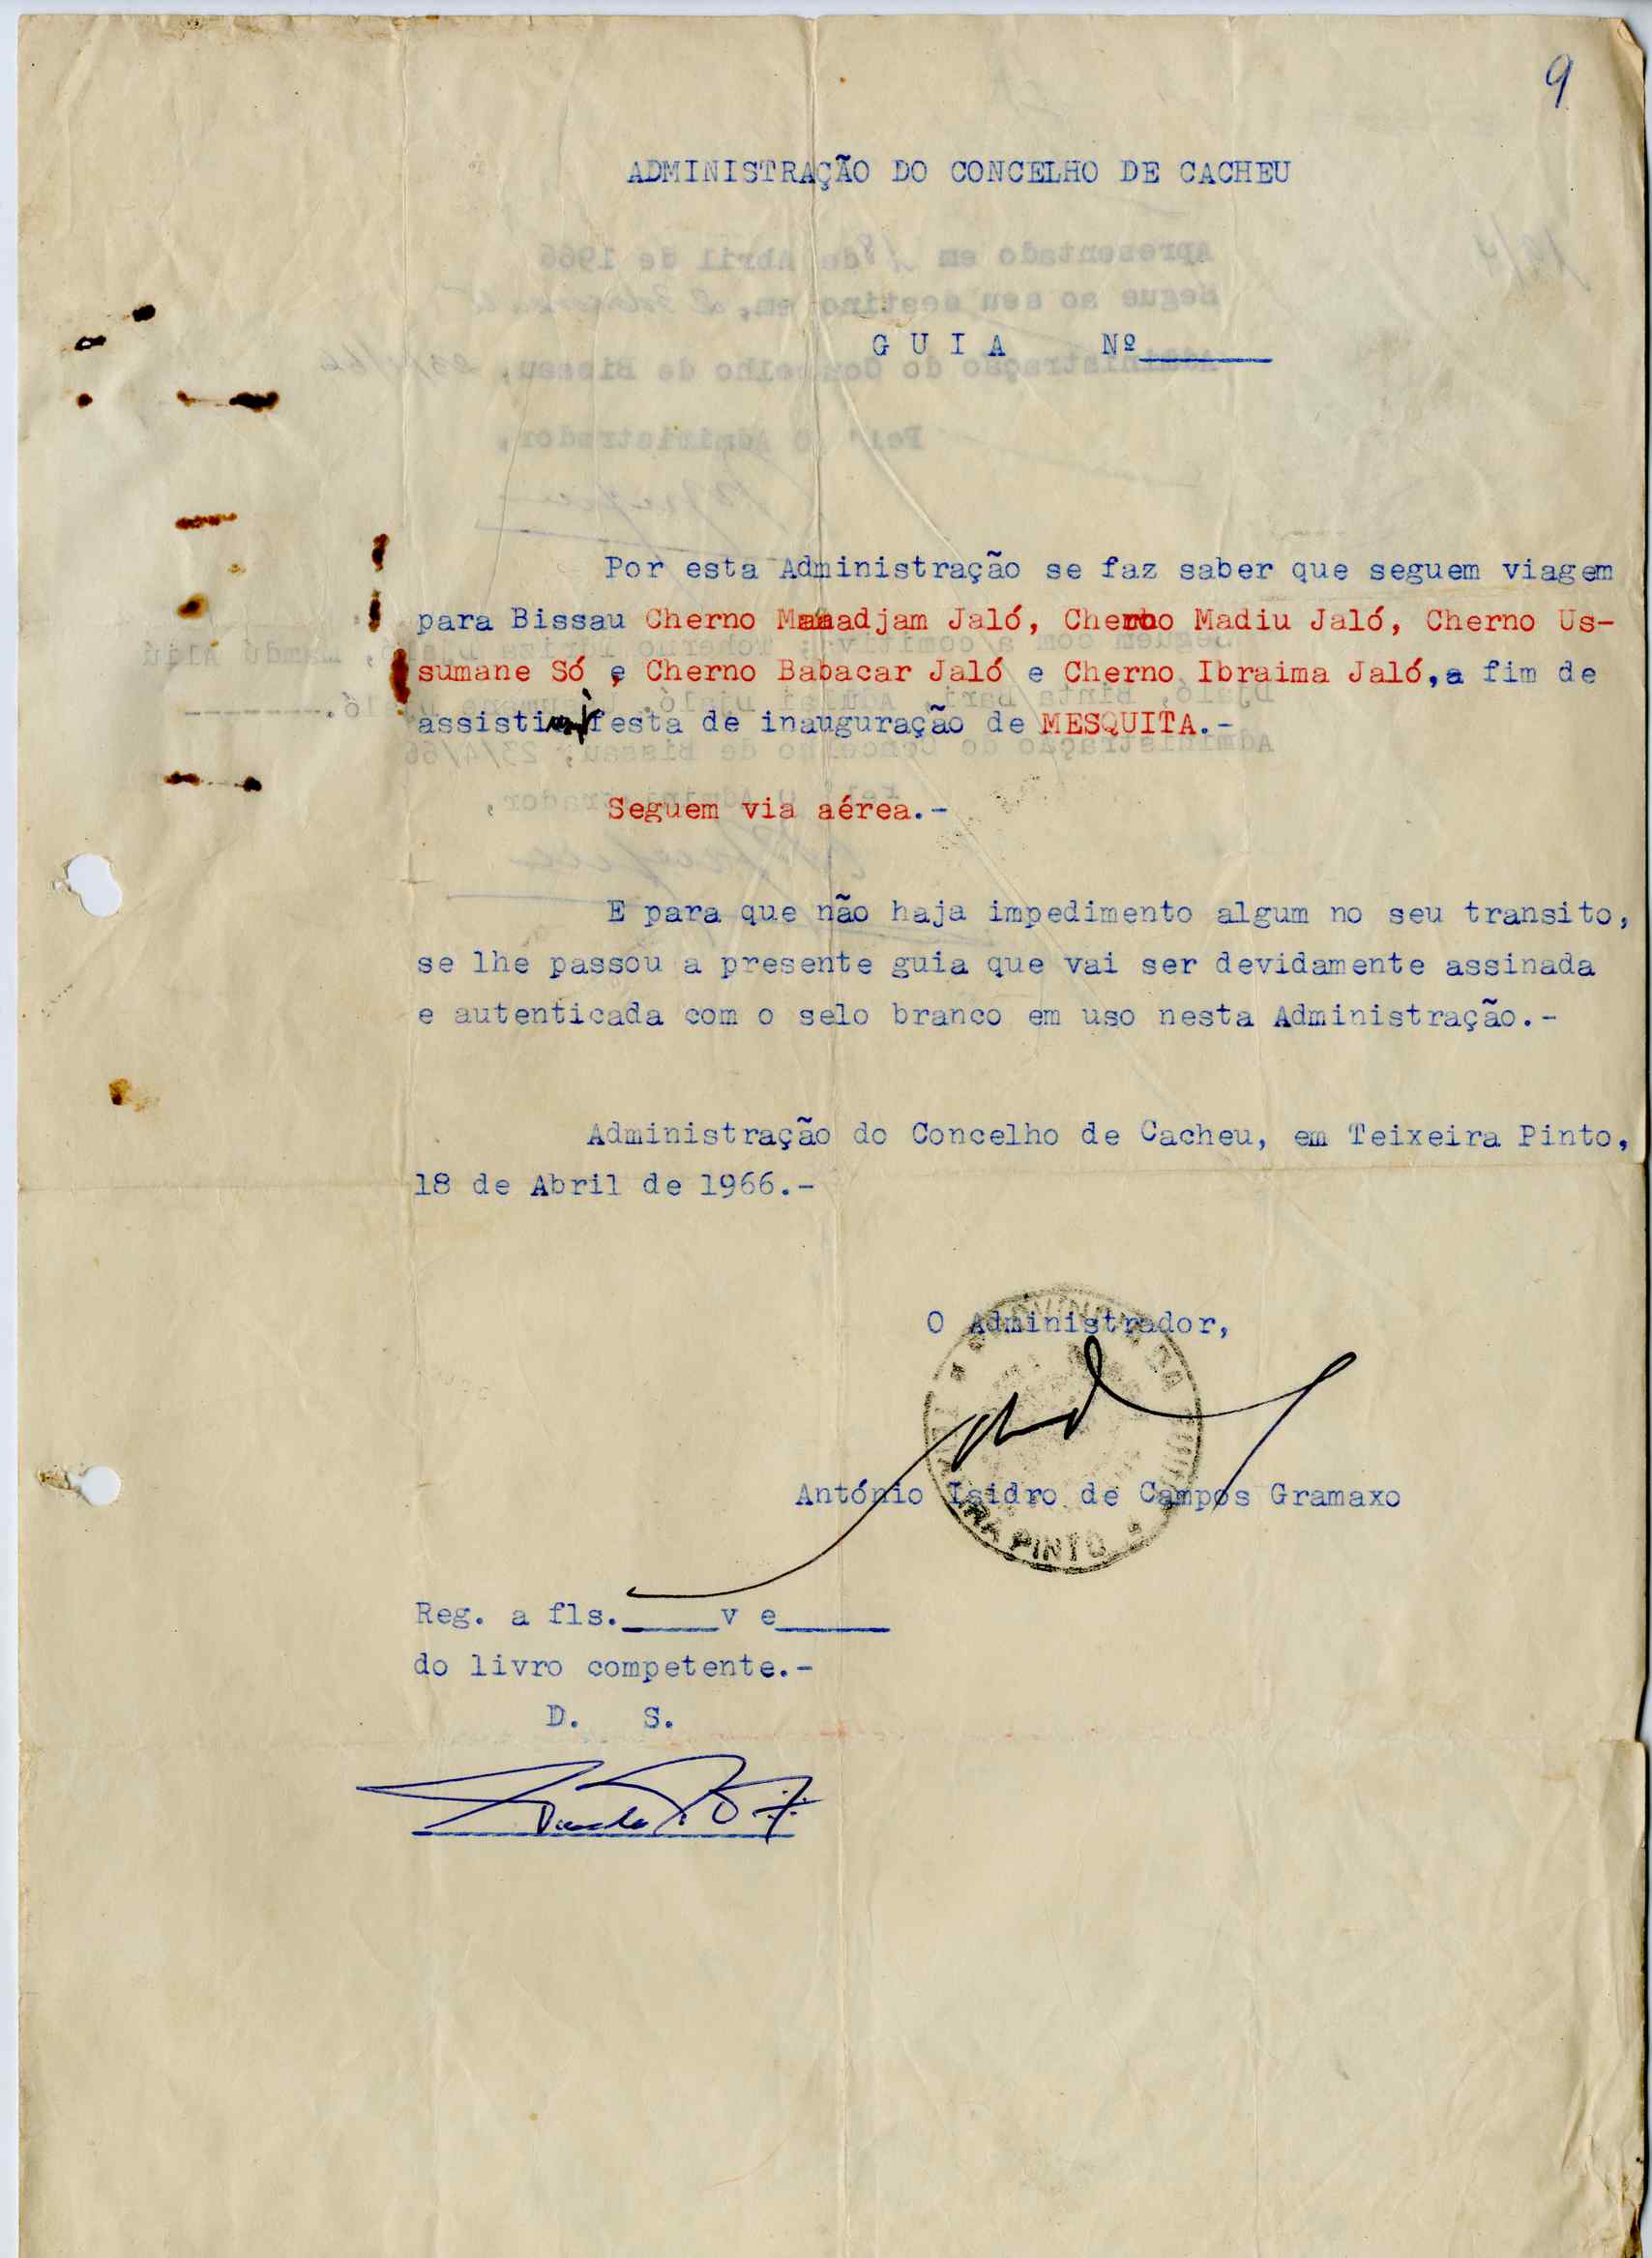 9
ADMINISTRAÇÃO DO CONCELHO DE CACHEU
G U I A Nº______
Por esta Administração se faz saber que seguem viagem
para Bissau Cherno Jaló, Cherno Madiu Jaló, Cherno Us-
sumane Só, Cherno Babacar Jaló e Cherno Ibraima Jaló,a fim de
assistir à festa de inauguração de MESQUITA.-
Seguem via aérea.-
E para que não haja impedimento algum no seu transito,
se lhe passou a presente guia que vai ser devidamente assinada
e autenticada com o selo branco em uso nesta Administração.-
Administração do Concelho de Cacheu, em Teixeira Pinto,
18 de Abril de 1966.-
O Administrador,
António Isidro de Campos Gramaxo
PINTO
Reg. a fls._____v e______
do livro competente.-
D. S.